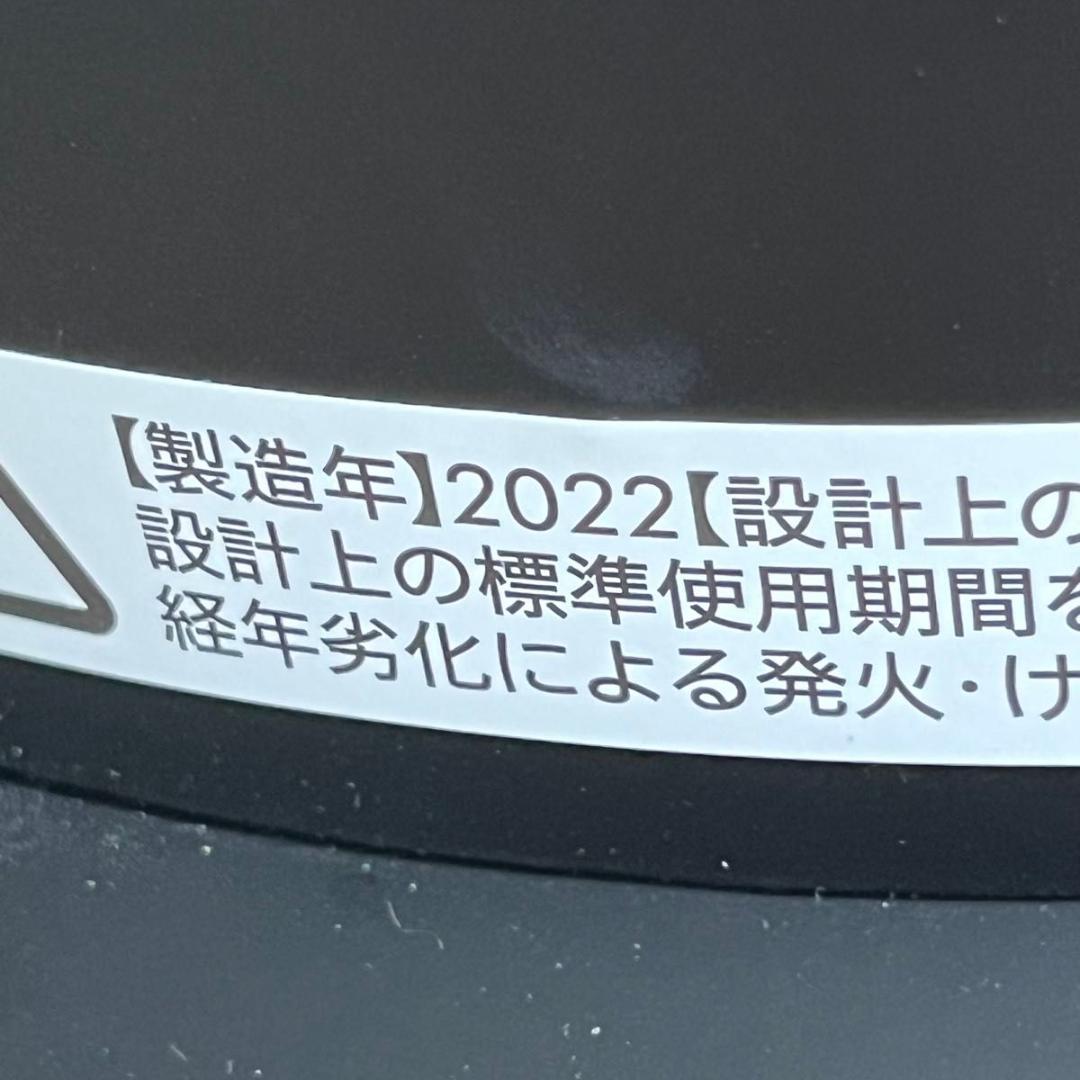 【製造年】2022【設計上の
設計上の標準使用期間を
経年劣化による発火・け